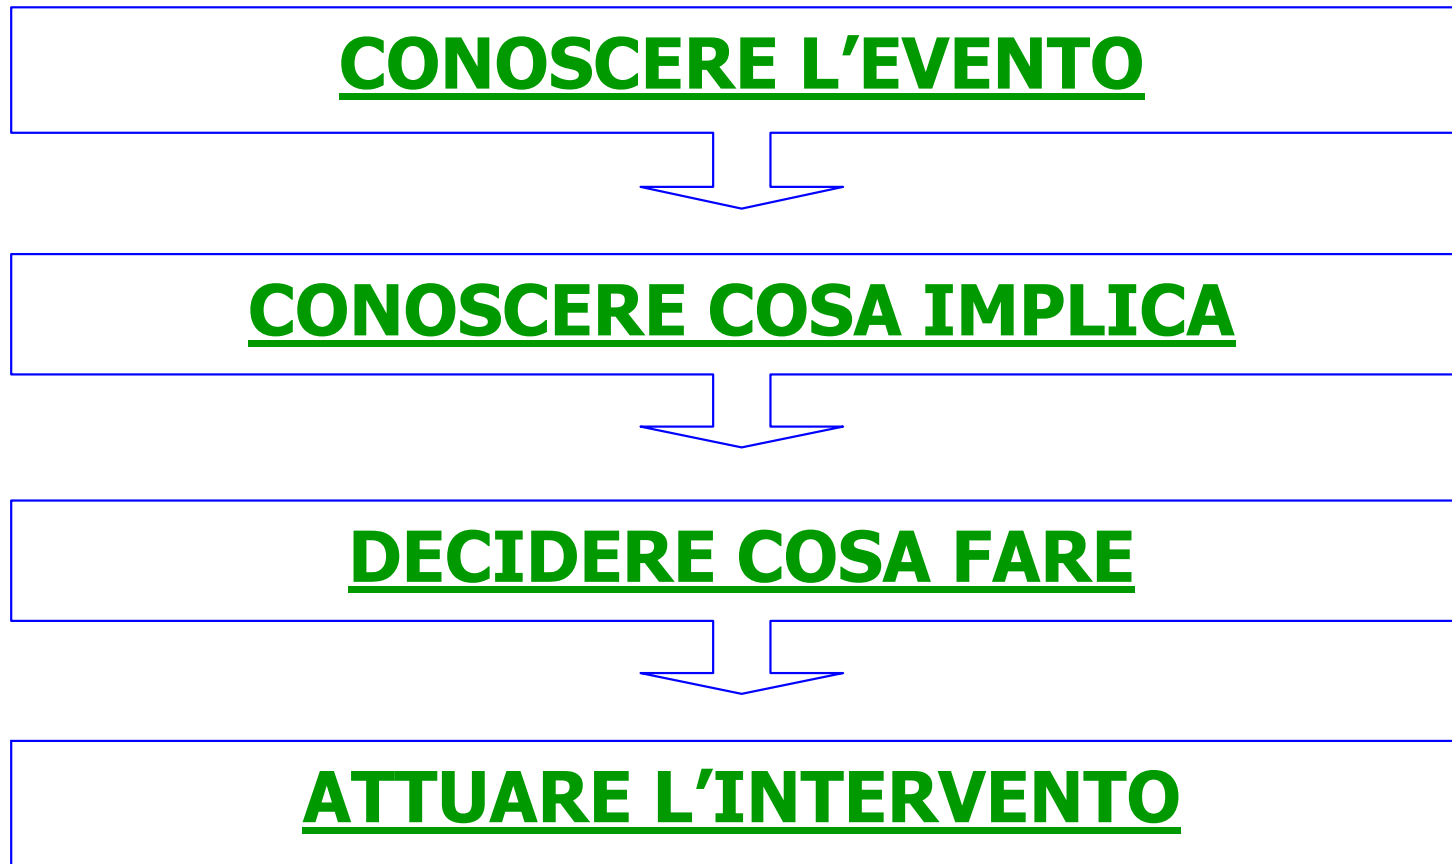 CONOSCERE L’EVENTO
CONOSCERE COSA IMPLICA
DECIDERE COSA FARE
ATTUARE L’INTERVENTO